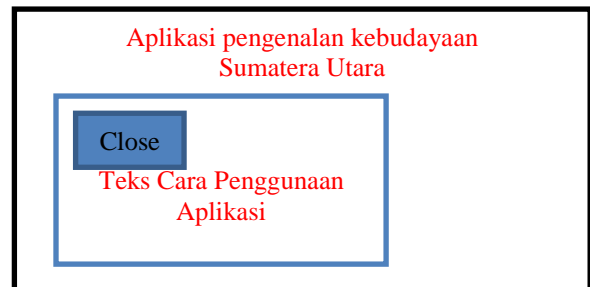 Aplikasi pengenalan kebudayaan
Sumatera Utara
Close
Teks Cara Penggunaan
Aplikasi